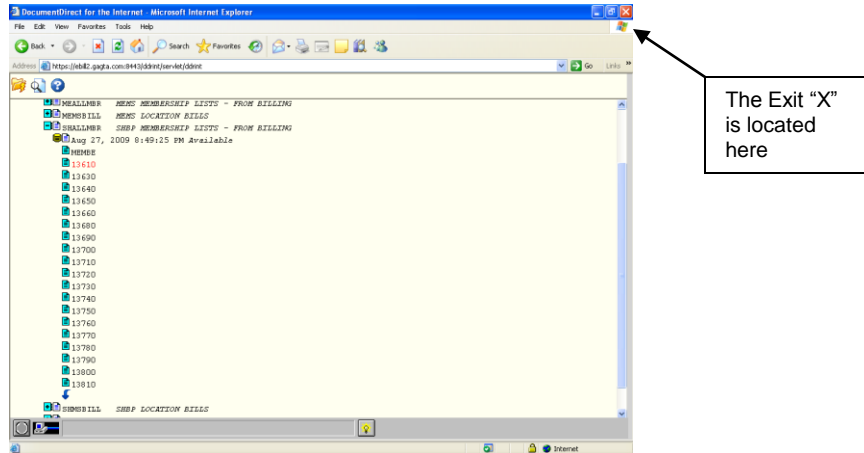 DocumentDirect for the Internet - Microsoft Internet Explorer
File Edit View Favorites Tools Help
Back Search Favorites
Address https://ebill2.gagta.com:8443/ddrint/servlet/ddrint Go Links »
MEALLMBR MEMS MEMBERSHIP LISTS - FROM BILLING
MEMSBILL MEMS LOCATION BILLS
SHALLMBR SHBP MEMBERSHIP LISTS - FROM BILLING
Aug 27, 2009 8:49:25 PM Available
MEMBE
13610
13630
13640
13650
13660
13680
13690
13700
13710
13720
13730
13740
13750
13760
13770
13780
13790
13800
13810
SHMSBILL SHBP LOCATION BILLS
Internet
The Exit “X”
is located
here